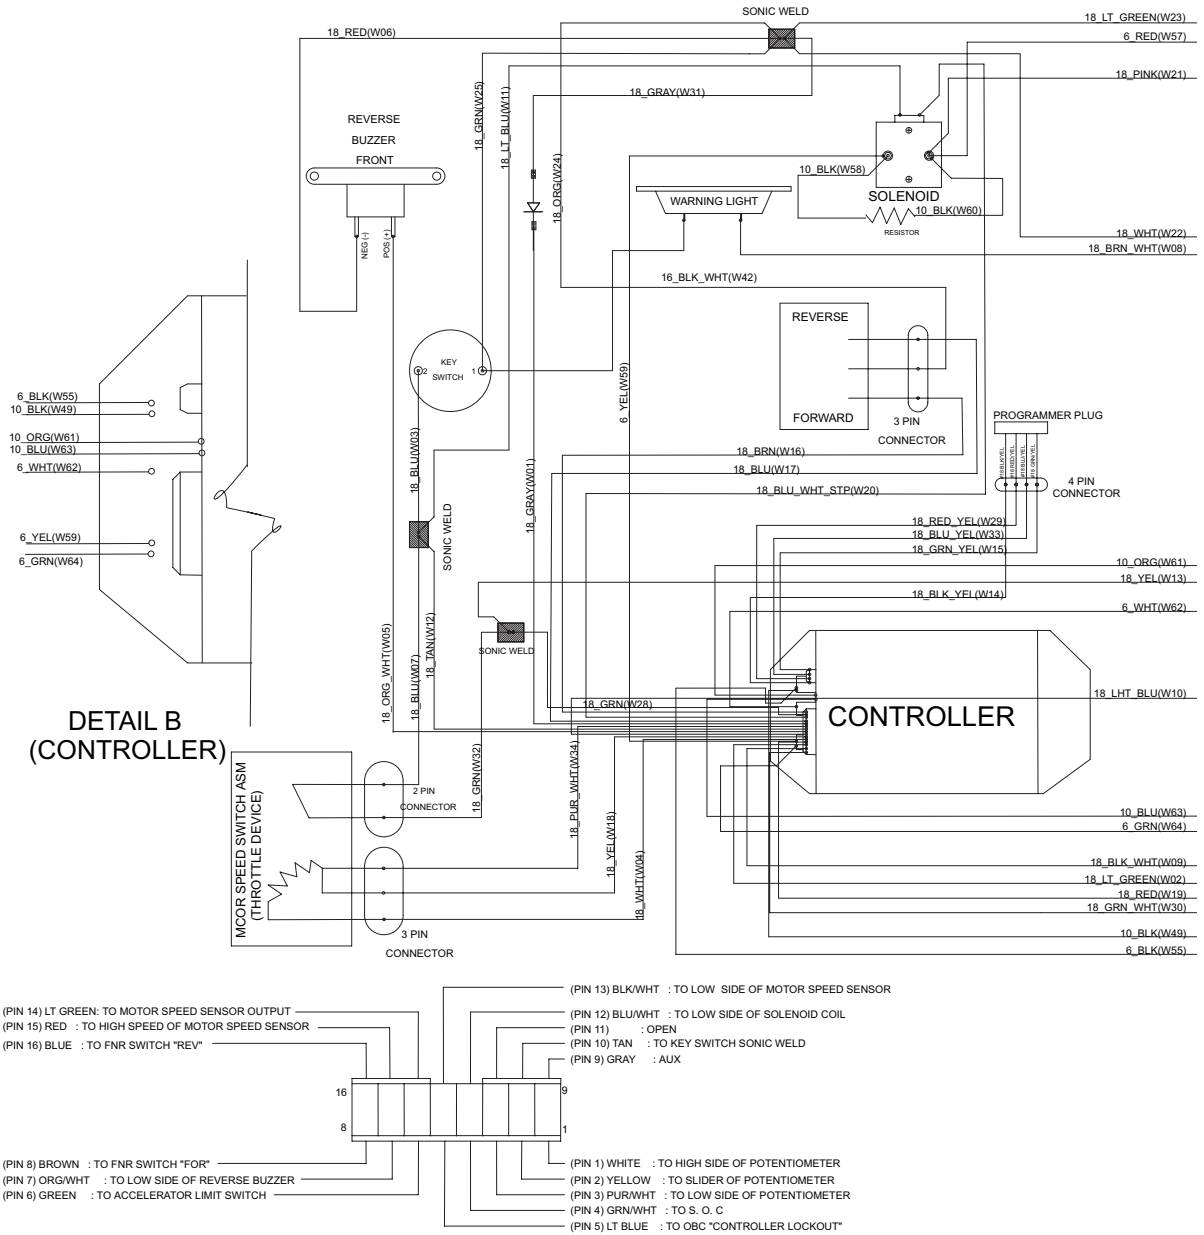 SONIC WELD
18_LT_GREEN(W23)
18_RED(W06)
6_RED(W57)
18_PINK(W21)
18_GRN(W25)
18_LT_BLU(W11)
18_GRAY(W31)
REVERSE
BUZZER
FRONT
18_ORG(W24)
10_BLK(W58)
SOLENOID
WARNING LIGHT
10_BLK(W60)
RESISTOR
NEG (-)
POS (+)
18_WHT(W22)
18_BRN_WHT(W08)
16_BLK_WHT(W42)
REVERSE
FORWARD
3 PIN
CONNECTOR
KEY
SWITCH
2
1
6_YEL(W59)
6_BLK(W55)
10_BLK(W49)
10_ORG(W61)
10_BLU(W63)
6_WHT(W62)
6_YEL(W59)
6_GRN(W64)
PROGRAMMER PLUG
#18 BLK/YEL
#18 RED/YEL
#18 BLU/YEL
#18 GRN/YEL
4 PIN
CONNECTOR
18_BLU(W03)
18_GRAY(W01)
18_BRN(W16)
18_BLU(W17)
18_BLU_WHT_STP(W20)
SONIC WELD
18_RED_YEL(W29)
18_BLU_YEL(W33)
18_GRN_YEL(W15)
10_ORG(W61)
18_YEL(W13)
18_BLK_YEL(W14)
6_WHT(W62)
SONIC WELD
18_ORG_WHT(W05)
18_BLU(W07)
18_TAN(W12)
18_GRN(W28)
18_LHT_BLU(W10)
CONTROLLER
DETAIL B
(CONTROLLER)
MCOR SPEED SWITCH ASM
(THROTTLE DEVICE)
2 PIN
CONNECTOR
18_GRN(W32)
18_PUR_WHT(W34)
18_YEL(W18)
18_WHT(W04)
3 PIN
CONNECTOR
10_BLU(W63)
6_GRN(W64)
18_BLK_WHT(W09)
18_LT_GREEN(W02)
18_RED(W19)
18_GRN_WHT(W30)
10_BLK(W49)
6_BLK(W55)
(PIN 13) BLK/WHT : TO LOW SIDE OF MOTOR SPEED SENSOR
(PIN 14) LT GREEN: TO MOTOR SPEED SENSOR OUTPUT
(PIN 12) BLU/WHT : TO LOW SIDE OF SOLENOID COIL
(PIN 15) RED : TO HIGH SPEED OF MOTOR SPEED SENSOR
(PIN 11) : OPEN
(PIN 16) BLUE : TO FNR SWITCH "REV"
(PIN 10) TAN : TO KEY SWITCH SONIC WELD
(PIN 9) GRAY : AUX
16
9
8
1
(PIN 8) BROWN : TO FNR SWITCH "FOR"
(PIN 1) WHITE : TO HIGH SIDE OF POTENTIOMETER
(PIN 7) ORG/WHT : TO LOW SIDE OF REVERSE BUZZER
(PIN 2) YELLOW : TO SLIDER OF POTENTIOMETER
(PIN 6) GREEN : TO ACCELERATOR LIMIT SWITCH
(PIN 3) PUR/WHT : TO LOW SIDE OF POTENTIOMETER
(PIN 4) GRN/WHT : TO S. O. C
(PIN 5) LT BLUE : TO OBC "CONTROLLER LOCKOUT"